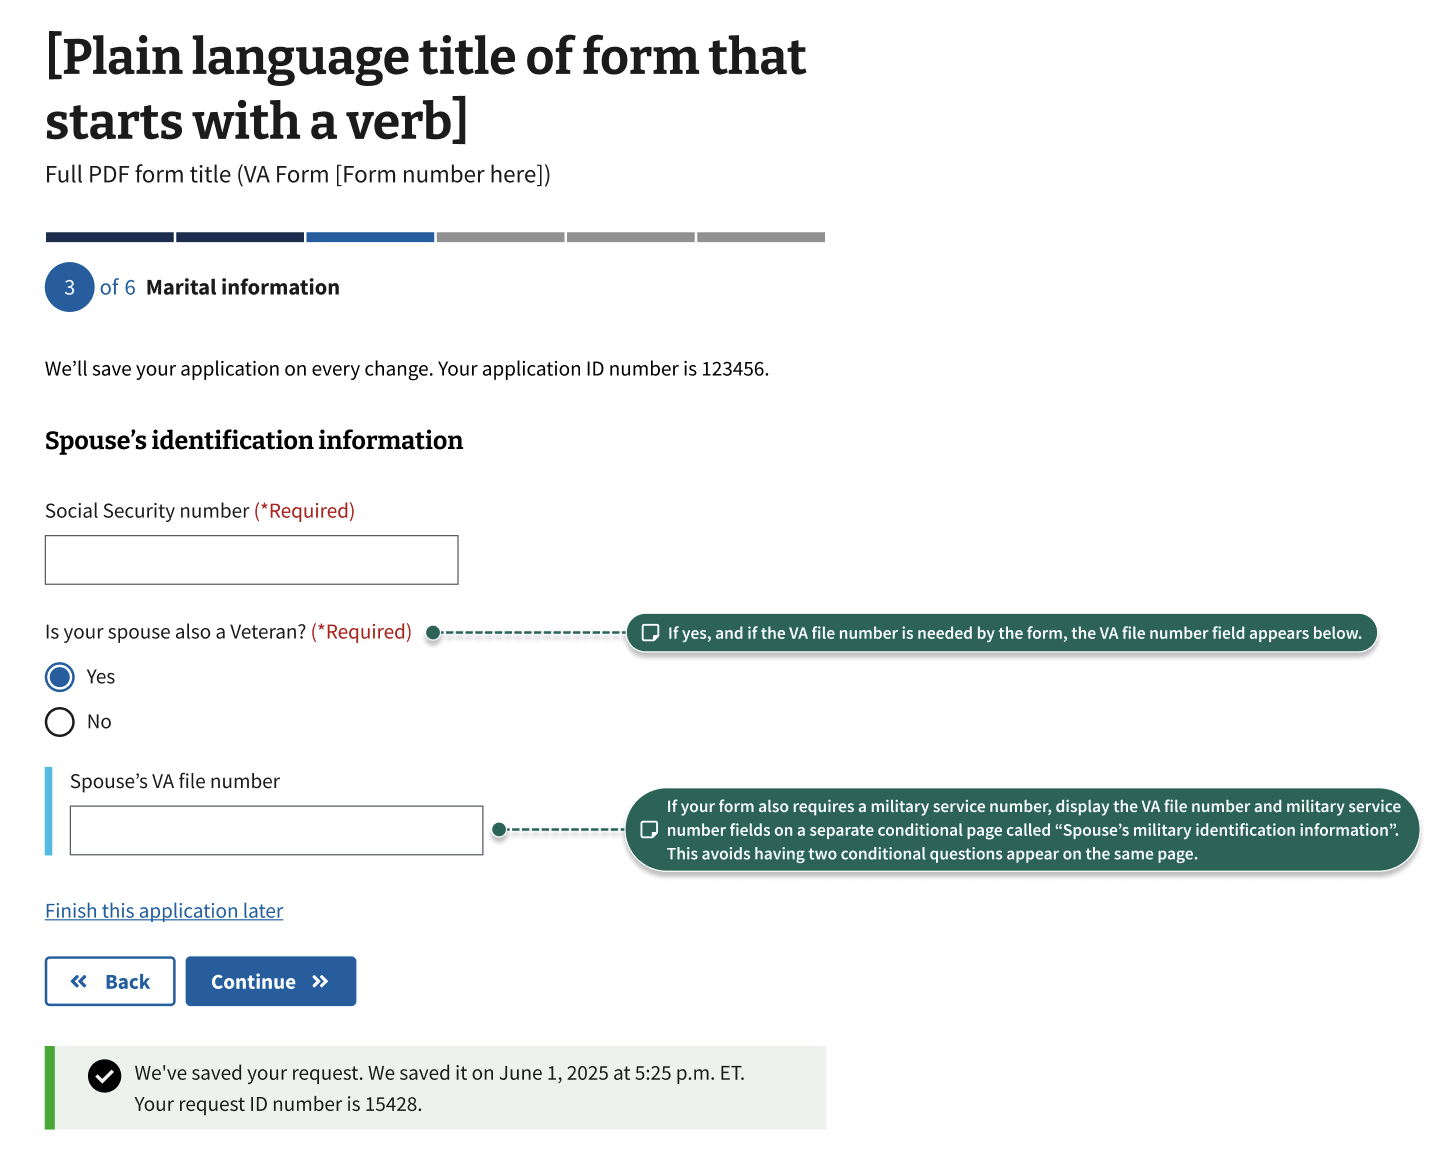 [Plain language title of form that
starts with a verb]
Full PDF form title (VA Form [Form number here])
3 of 6 Marital information
We’ll save your application on every change. Your application ID number is 123456.
Spouse’s identification information
Social Security number (*Required)
Is your spouse also a Veteran? (*Required)
If yes, and if the VA file number is needed by the form, the VA file number field appears below.
Yes
No
Spouse’s VA file number
If your form also requires a military service number, display the VA file number and military service
number fields on a separate conditional page called “Spouse’s military identification information”.
This avoids having two conditional questions appear on the same page.
Finish this application later
Back
Continue
We've saved your request. We saved it on June 1, 2025 at 5:25 p.m. ET.
Your request ID number is 15428.